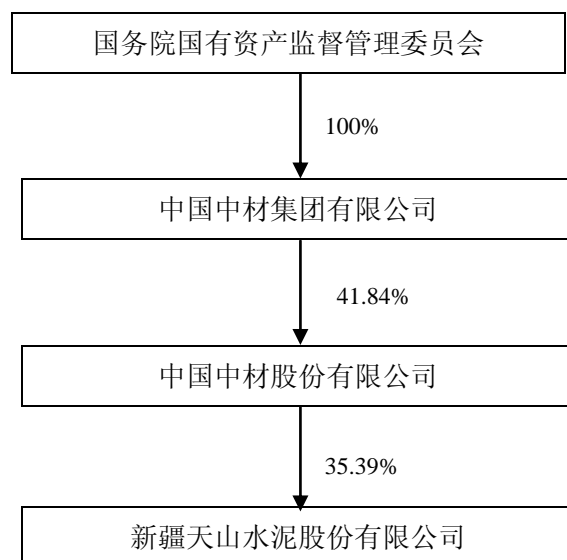 国务院国有资产监督管理委员会
100%
中国中材集团有限公司
41.84%
中国中材股份有限公司
35.39%
新疆天山水泥股份有限公司